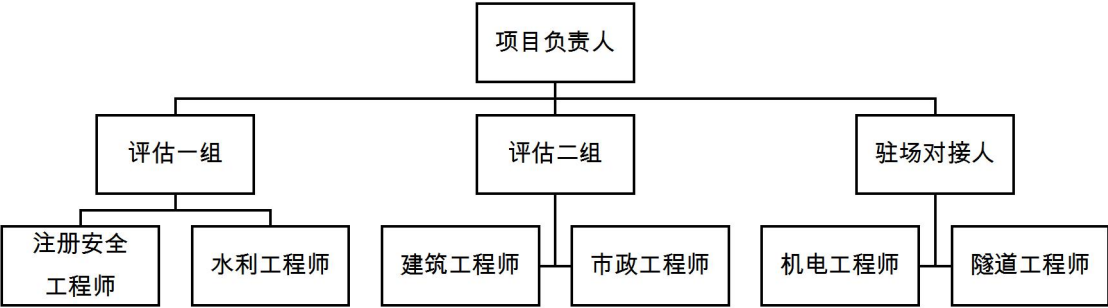 项目负责人
评估一组
评估二组
驻场对接人
注册安全
工程师
水利工程师
建筑工程师
市政工程师
机电工程师
隧道工程师